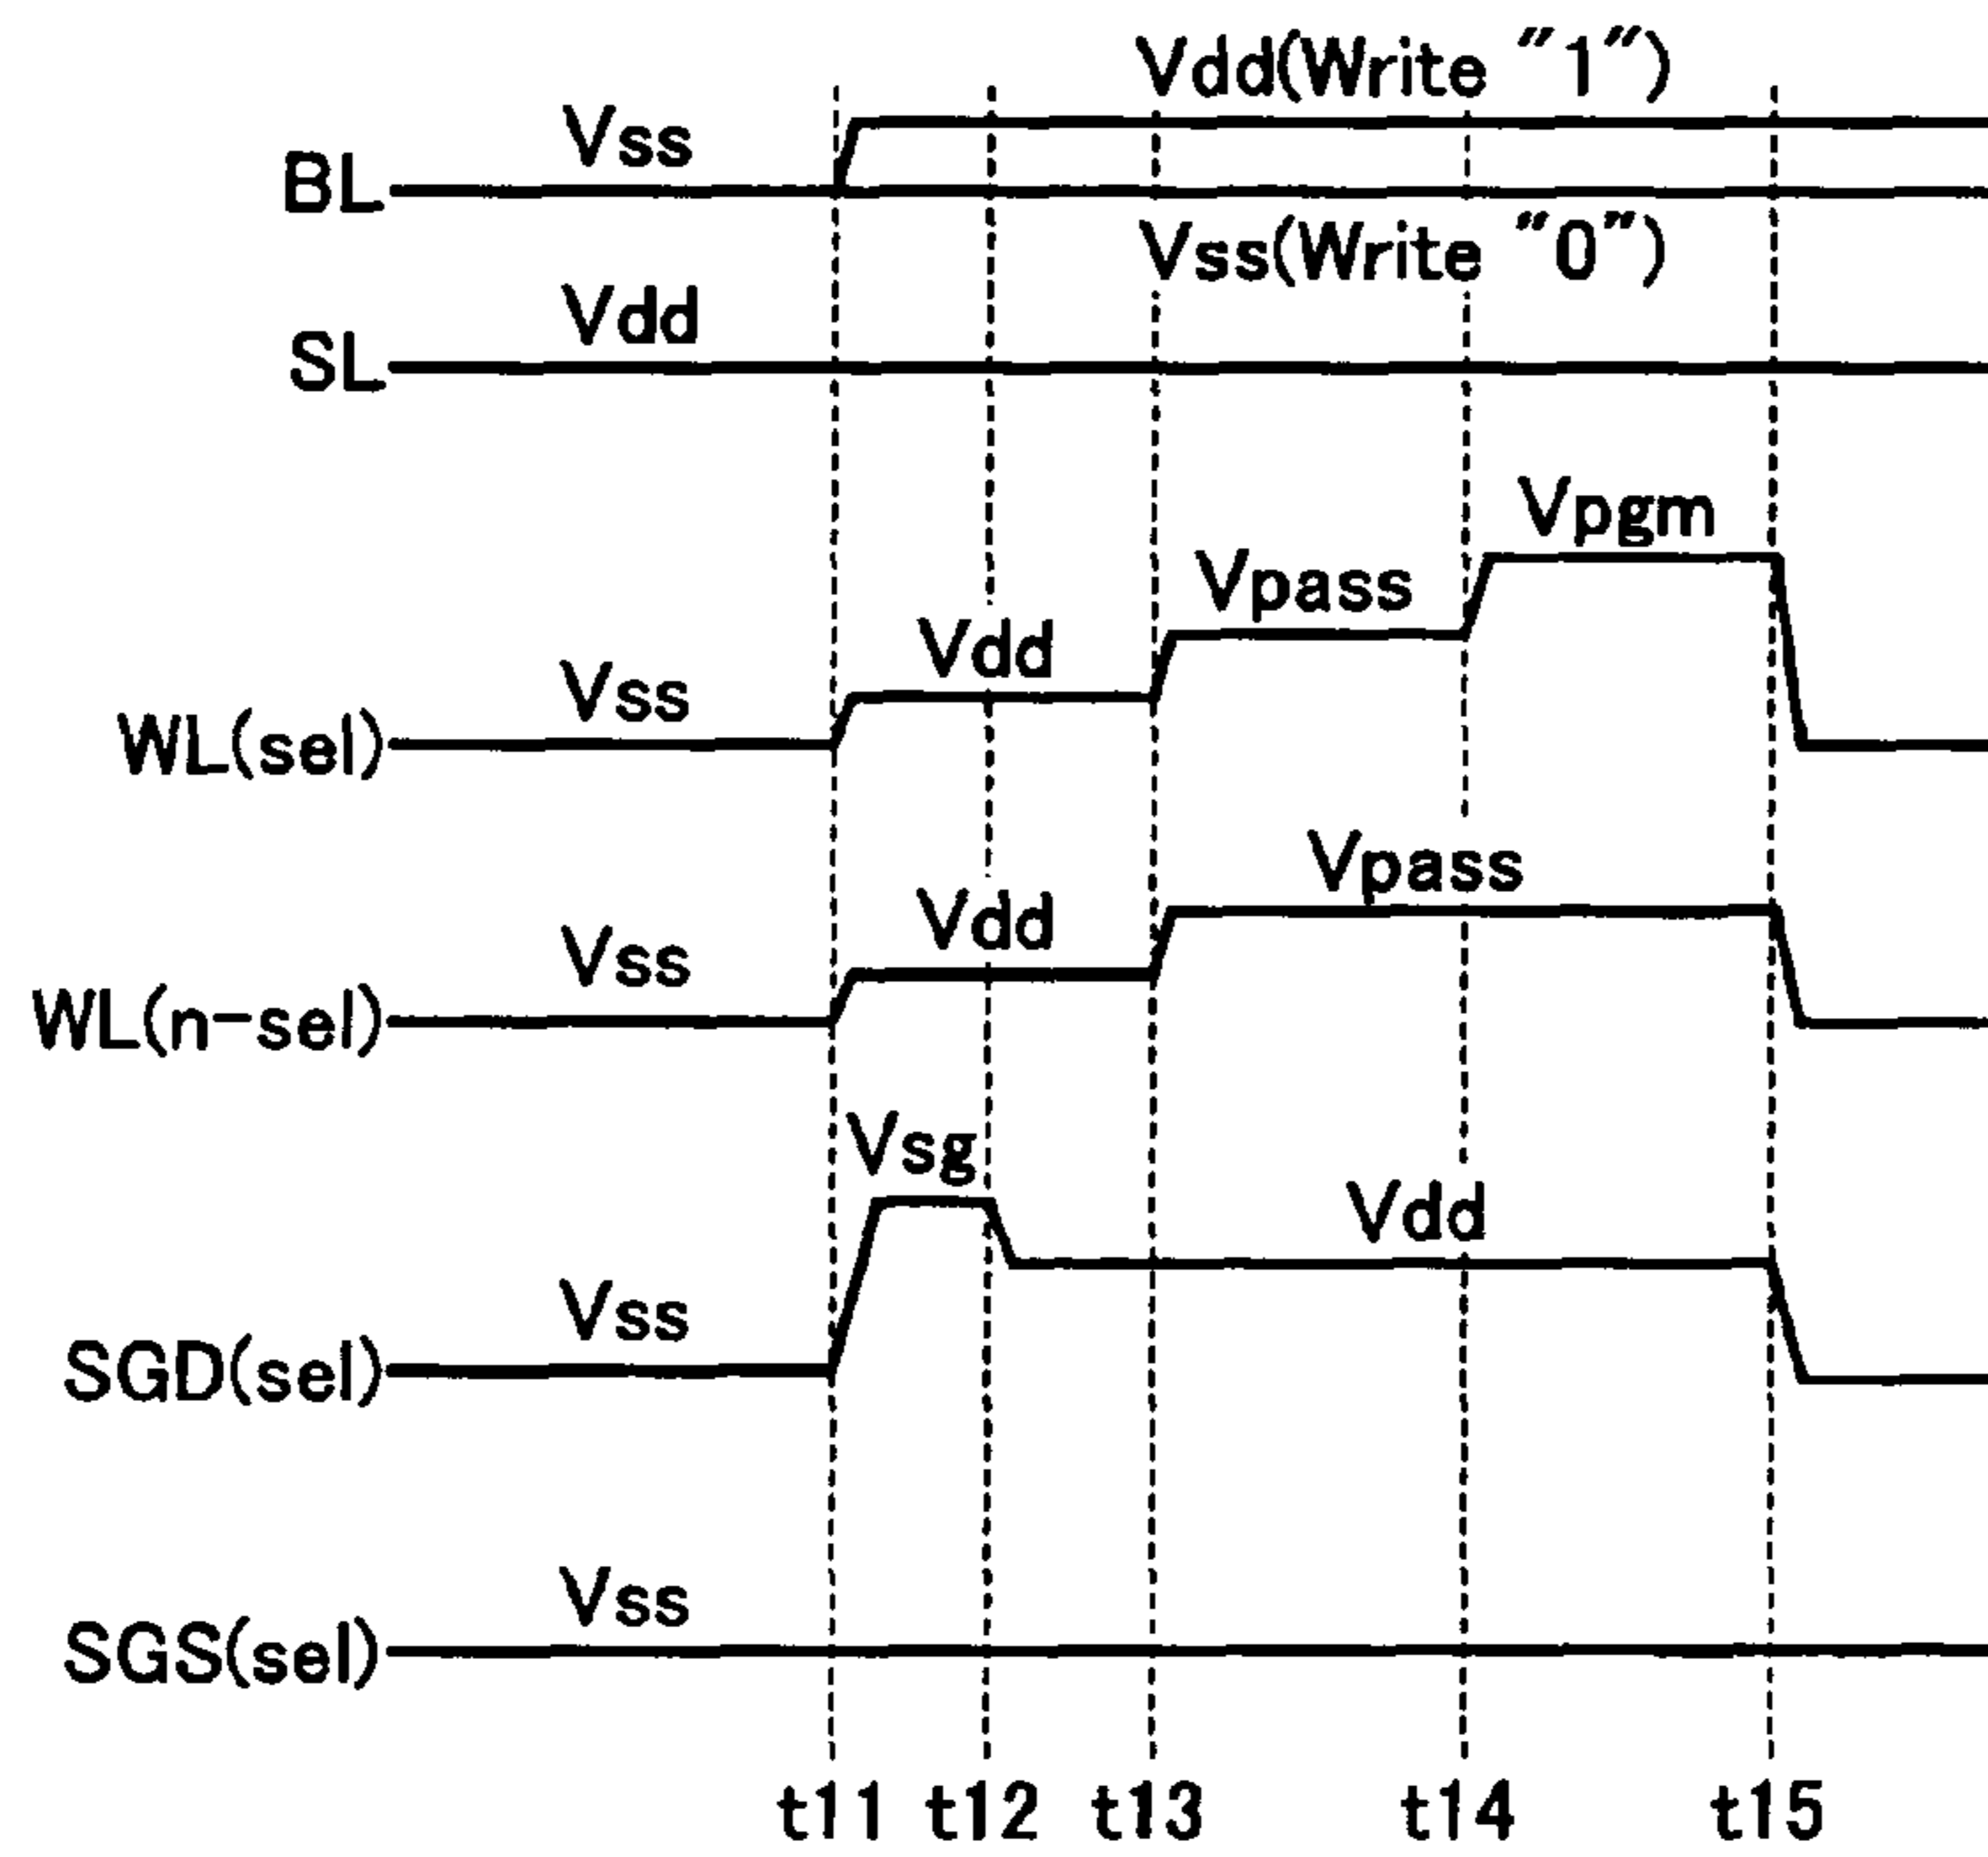 Vdd(Write "1")
Vss
BL
Vss(Write "0")
Vdd
SL
Vpgm
Vpass
Vdd
Vss
WL(sel)
Vpass
Vdd
Vss
WL(n-sel)
Vsg
Vdd
Vss
SGD(sel)
Vss
SGS(sel)
t11 t12 t13 t14 t15